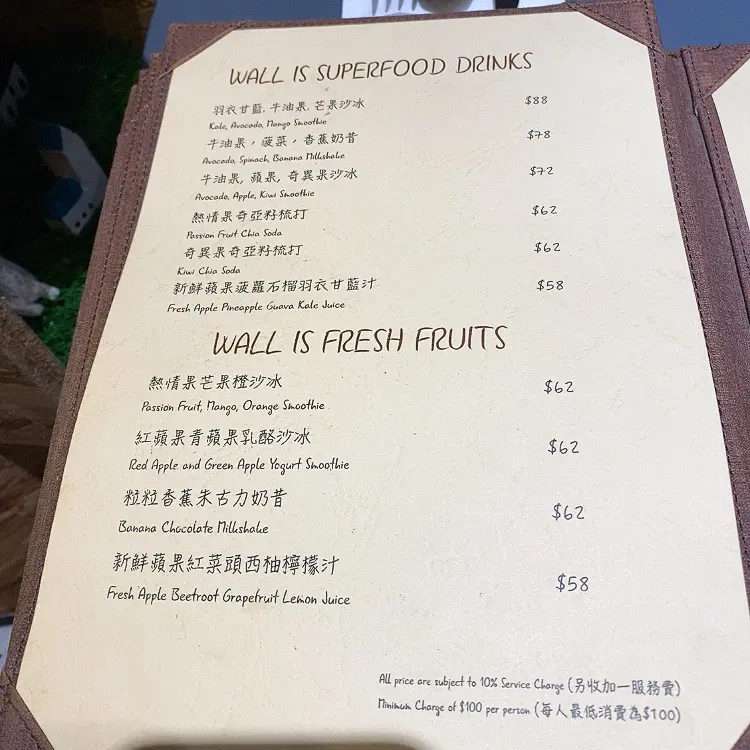 WALL IS SUPERFOOD DRINKS
羽衣甘藍, 牛油果, 芒果沙冰 $88
Kale, Avocado, Mango Smoothie
牛油果，菠菜，香蕉奶昔 $78
Avocado, Spinach, Banana Milkshake
牛油果, 蘋果, 奇異果沙冰 $72
Avocado, Apple, Kiwi Smoothie
熱情果奇亞籽梳打 $62
Passion Fruit Chia Soda
奇異果奇亞籽梳打 $62
Kiwi Chia Soda
新鮮蘋果菠蘿石榴羽衣甘藍汁 $58
Fresh Apple Pineapple Guava Kale Juice
WALL IS FRESH FRUITS
熱情果芒果橙沙冰 $62
Passion Fruit, Mango, Orange Smoothie
紅蘋果青蘋果乳酪沙冰 $62
Red Apple and Green Apple Yogurt Smoothie
粒粒香蕉朱古力奶昔 $62
Banana Chocolate Milkshake
新鮮蘋果紅菜頭西柚檸檬汁 $58
Fresh Apple Beetroot Grapefruit Lemon Juice
All price are subject to 10% Service Charge (另收加一服務費)
Minimum Charge of $100 per person (每人最低消費為$100)